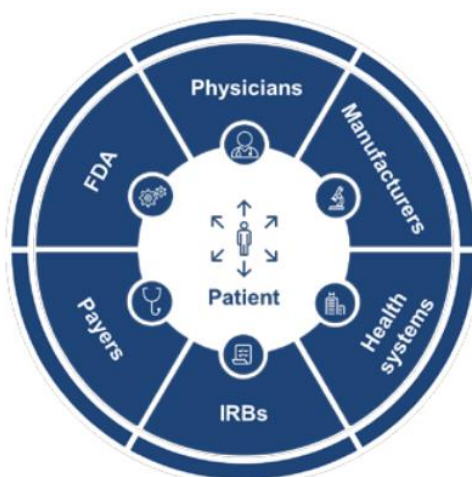 Physicians
Manufacturers
Health
systems
IRBs
Payers
FDA
Patient